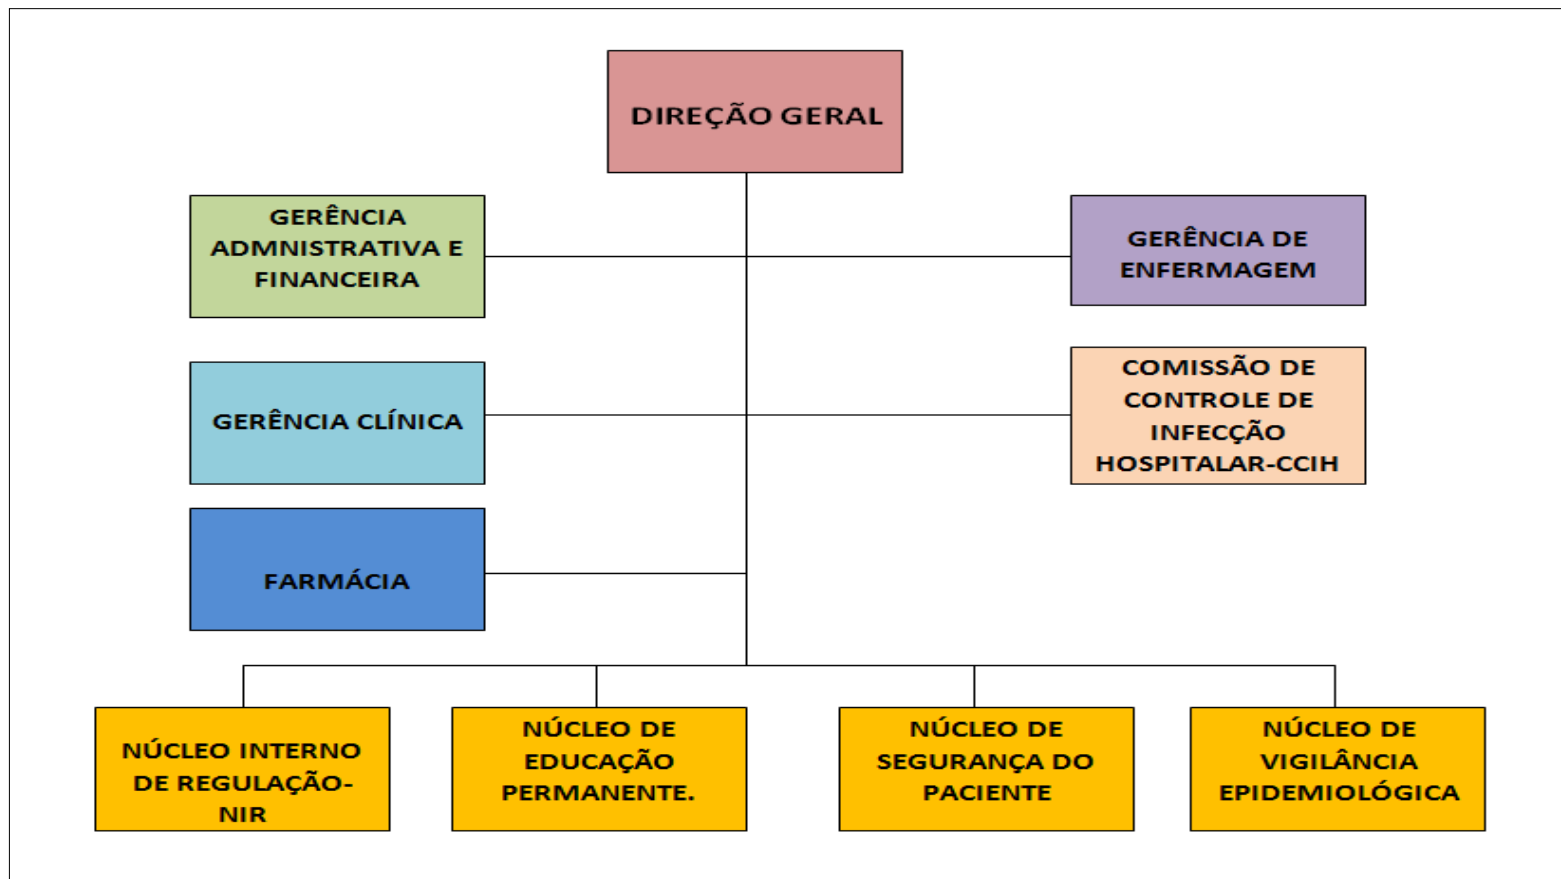 DIREÇÃO GERAL
GERÊNCIA
ADMNISTRATIVA E
FINANCEIRA
GERÊNCIA DE
ENFERMAGEM
GERÊNCIA CLÍNICA
COMISSÃO DE
CONTROLE DE
INFECÇÃO
HOSPITALAR-CCIH
FARMÁCIA
NÚCLEO INTERNO
DE REGULAÇÃO-
NIR
NÚCLEO DE
EDUCAÇÃO
PERMANENTE.
NÚCLEO DE
SEGURANÇA DO
PACIENTE
NÚCLEO DE
VIGILÂNCIA
EPIDEMIOLÓGICA